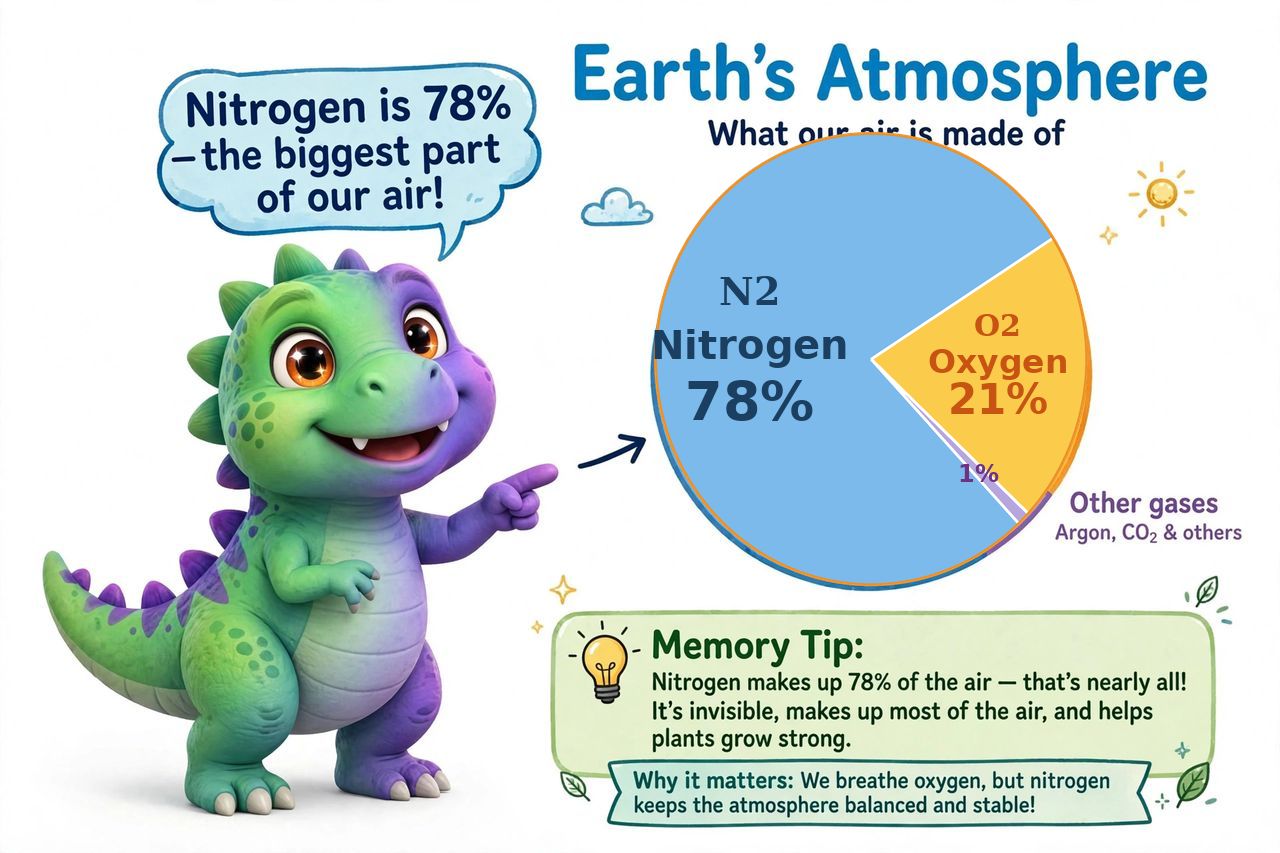 Nitrogen is 78%
–the biggest part
of our air!
Earth's Atmosphere
What our air is made of
N2
Nitrogen
78%
O2
Oxygen
21%
1%
Other gases
Argon, CO₂ & others
Memory Tip:
Nitrogen makes up 78% of the air — that's nearly all!
It's invisible, makes up most of the air, and helps
plants grow strong.
Why it matters: We breathe oxygen, but nitrogen
keeps the atmosphere balanced and stable!